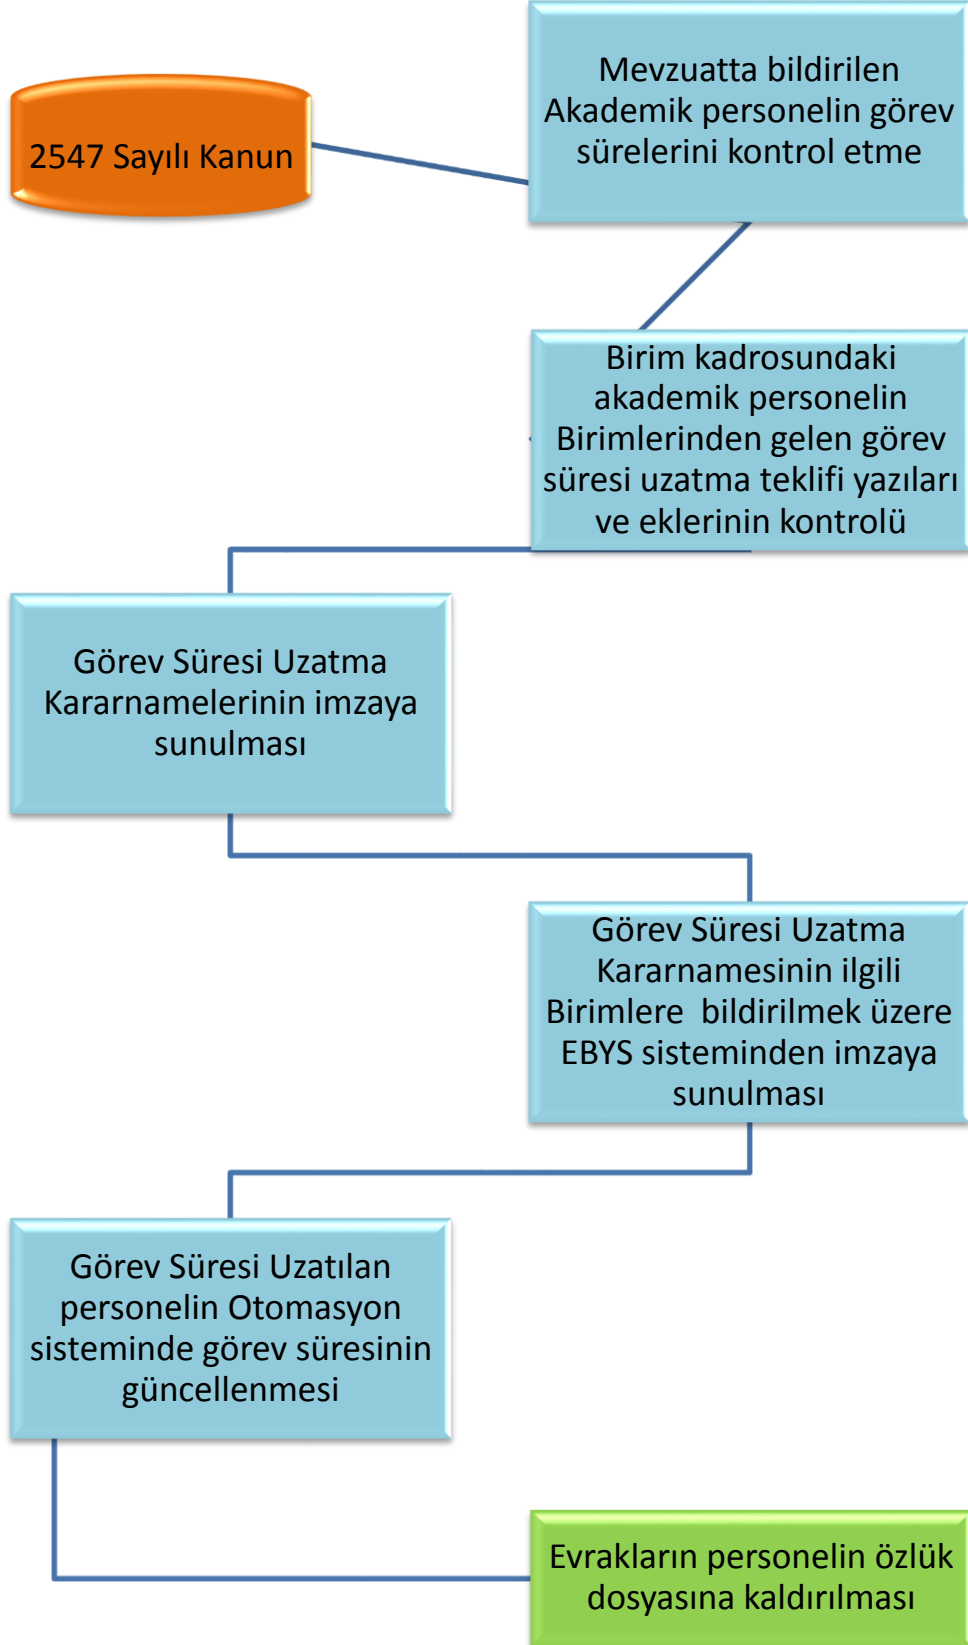 2547 Sayılı Kanun
Mevzuatta bildirilen
Akademik personelin görev
sürelerini kontrol etme
Birim kadrosundaki
akademik personelin
Birimlerinden gelen görev
süresi uzatma teklifi yazıları
ve eklerinin kontrolü
Görev Süresi Uzatma
Kararnamelerinin imzaya
sunulması
Görev Süresi Uzatma
Kararnamesinin ilgili
Birimlere  bildirilmek üzere
EBYS sisteminden imzaya
sunulması
Görev Süresi Uzatılan
personelin Otomasyon
sisteminde görev süresinin
güncellenmesi
Evrakların personelin özlük
dosyasına kaldırılması